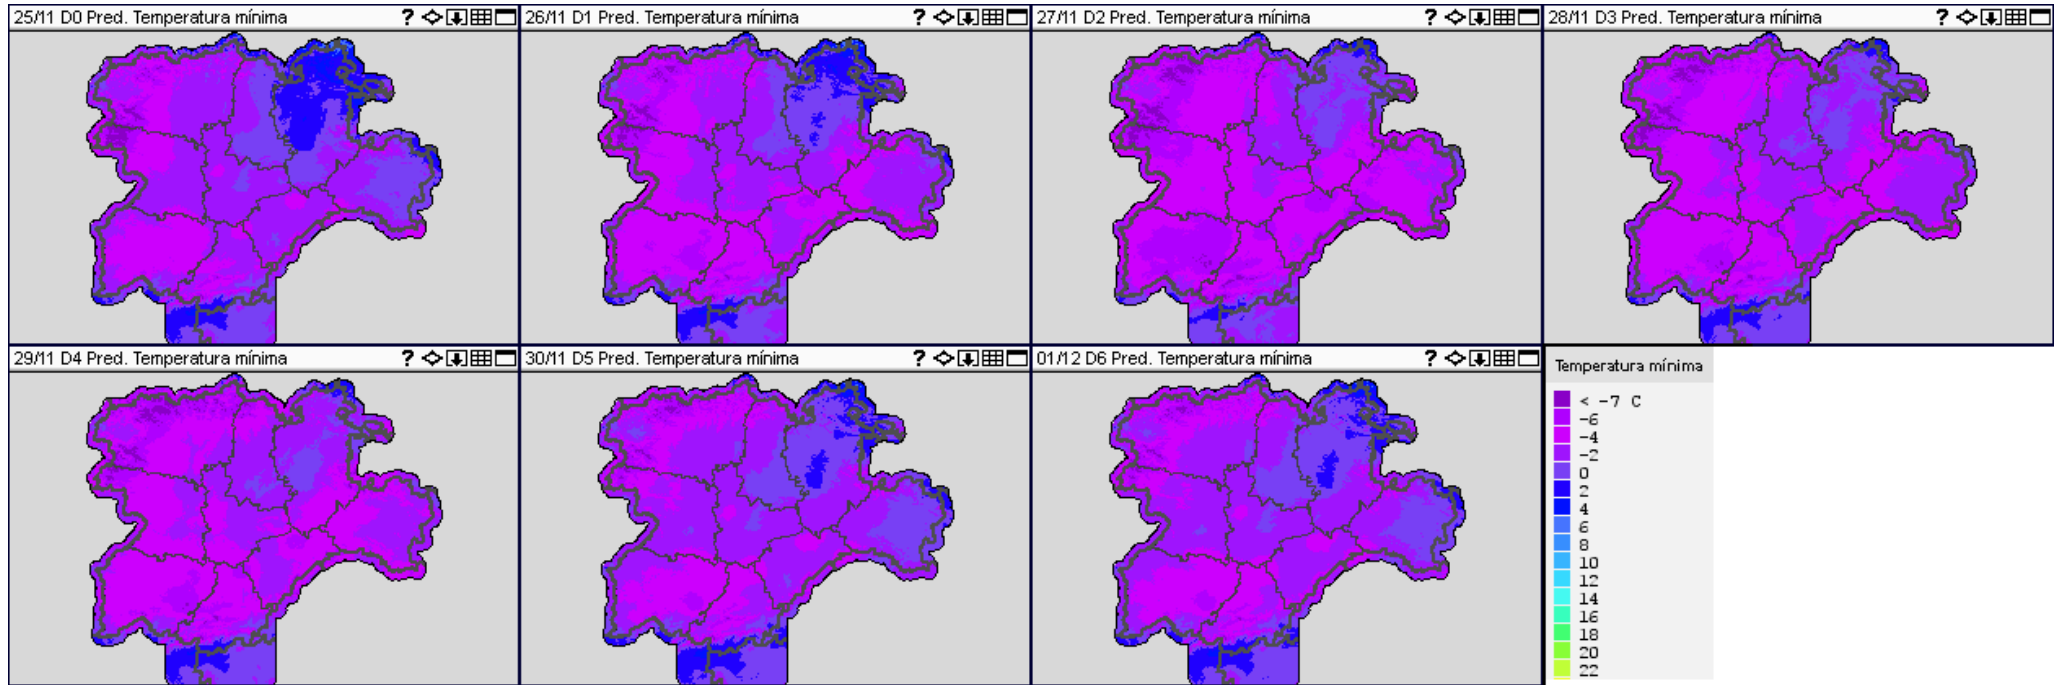 25/11 D0 Pred. Temperatura mínima ?
26/11 D1 Pred. Temperatura mínima ?
27/11 D2 Pred. Temperatura mínima ?
28/11 D3 Pred. Temperatura mínima ?
29/11 D4 Pred. Temperatura mínima ?
30/11 D5 Pred. Temperatura mínima ?
01/12 D6 Pred. Temperatura mínima ?
Temperatura mínima
< -7 C
-6
-4
-2
0
2
4
6
8
10
12
14
16
18
20
22